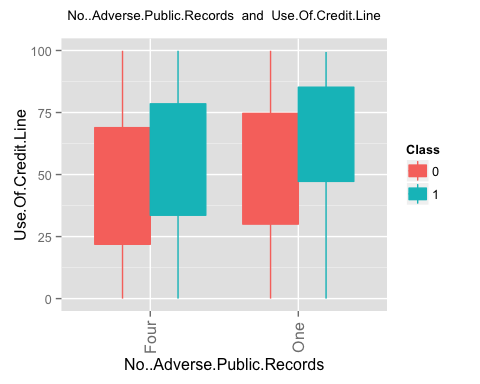 No..Adverse.Public.Records and Use.Of.Credit.Line
100
75
50
25
0
Use.Of.Credit.Line
Four
One
No..Adverse.Public.Records
Class
0
1